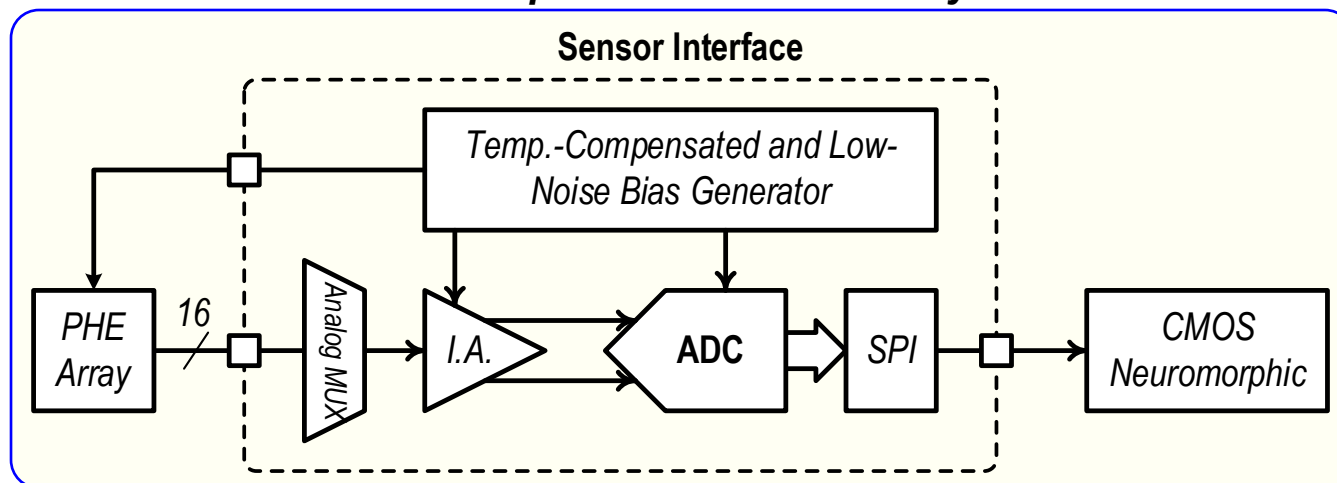 Sensor Interface
Temp.-Compensated and Low-
Noise Bias Generator
PHE
Array
16
Analog MUX
I.A.
ADC
SPI
CMOS
Neuromorphic